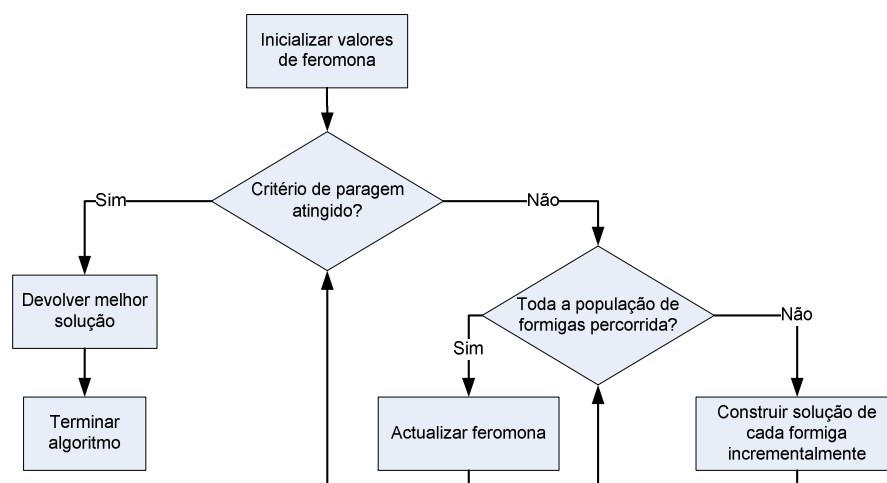 Inicializar valores
de feromona
Critério de paragem
atingido?
Sim
Não
Devolver melhor
solução
Toda a população de
formigas percorrida?
Sim
Não
Terminar
algoritmo
Actualizar feromona
Construir solução de
cada formiga
incrementalmente